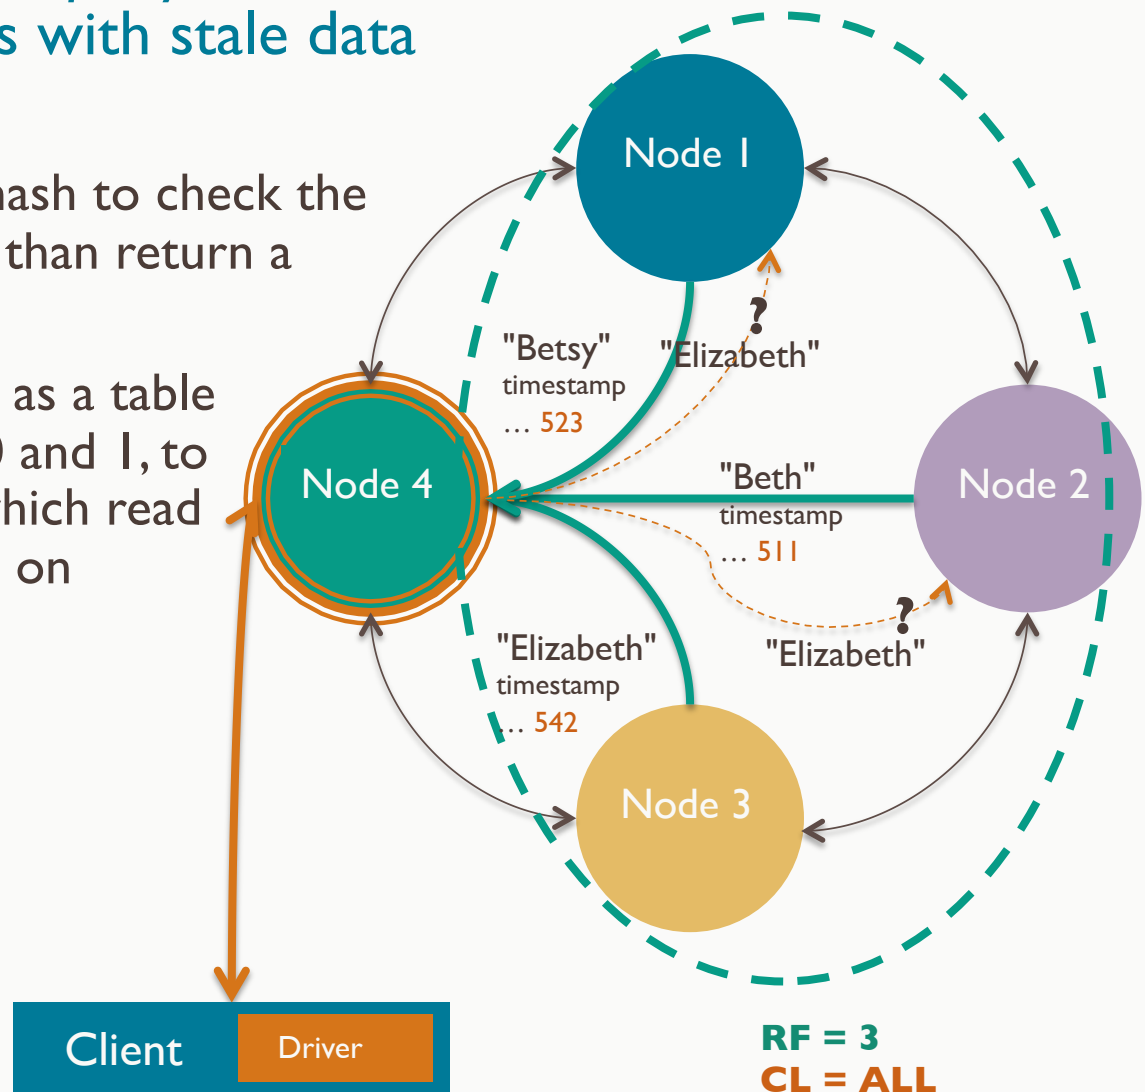 s with stale data
hash to check the
than return a
as a table
and 1, to
which read
on
Node 1
?
"Elizabeth"
"Betsy"
timestamp
... 523
Node 4
"Beth"
timestamp
... 511
Node 2
?
"Elizabeth"
"Elizabeth"
timestamp
... 542
Node 3
Client
Driver
RF = 3
CL = ALL